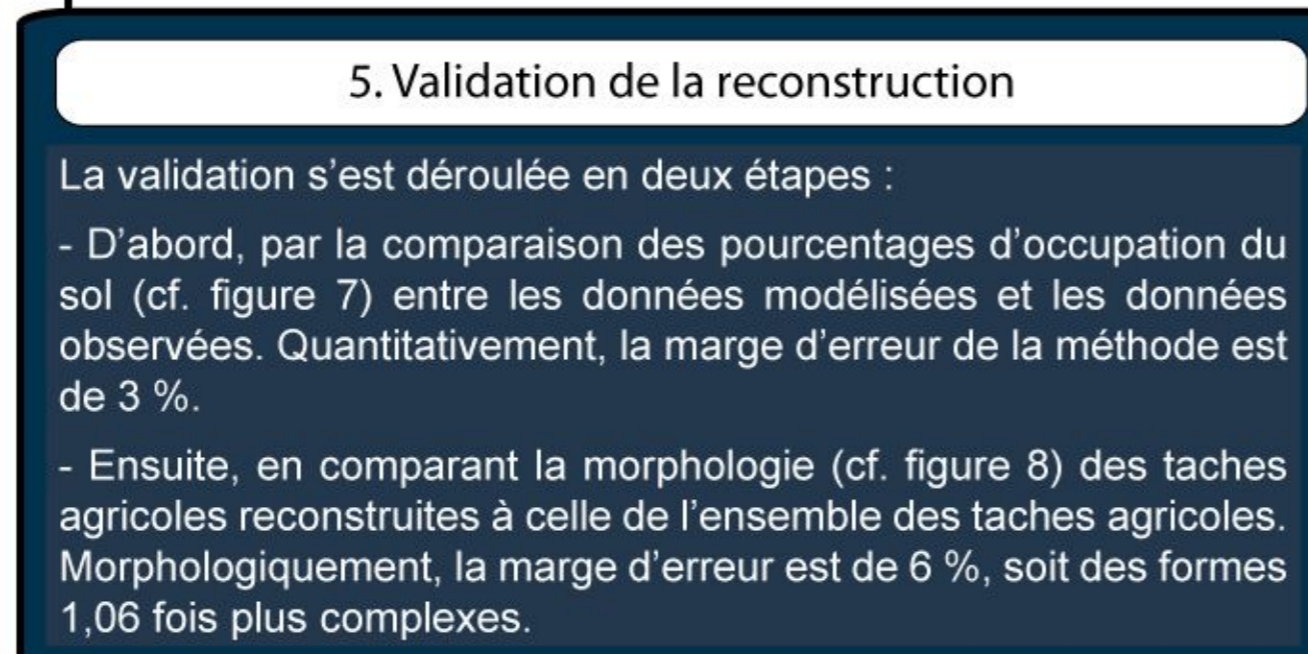 5. Validation de la reconstruction
La validation s’est déroulée en deux étapes :
- D’abord, par la comparaison des pourcentages d’occupation du
sol (cf. figure 7) entre les données modélisées et les données
observées. Quantitativement, la marge d’erreur de la méthode est
de 3 %.
- Ensuite, en comparant la morphologie (cf. figure 8) des taches
agricoles reconstruites à celle de l’ensemble des taches agricoles.
Morphologiquement, la marge d’erreur est de 6 %, soit des formes
1,06 fois plus complexes.